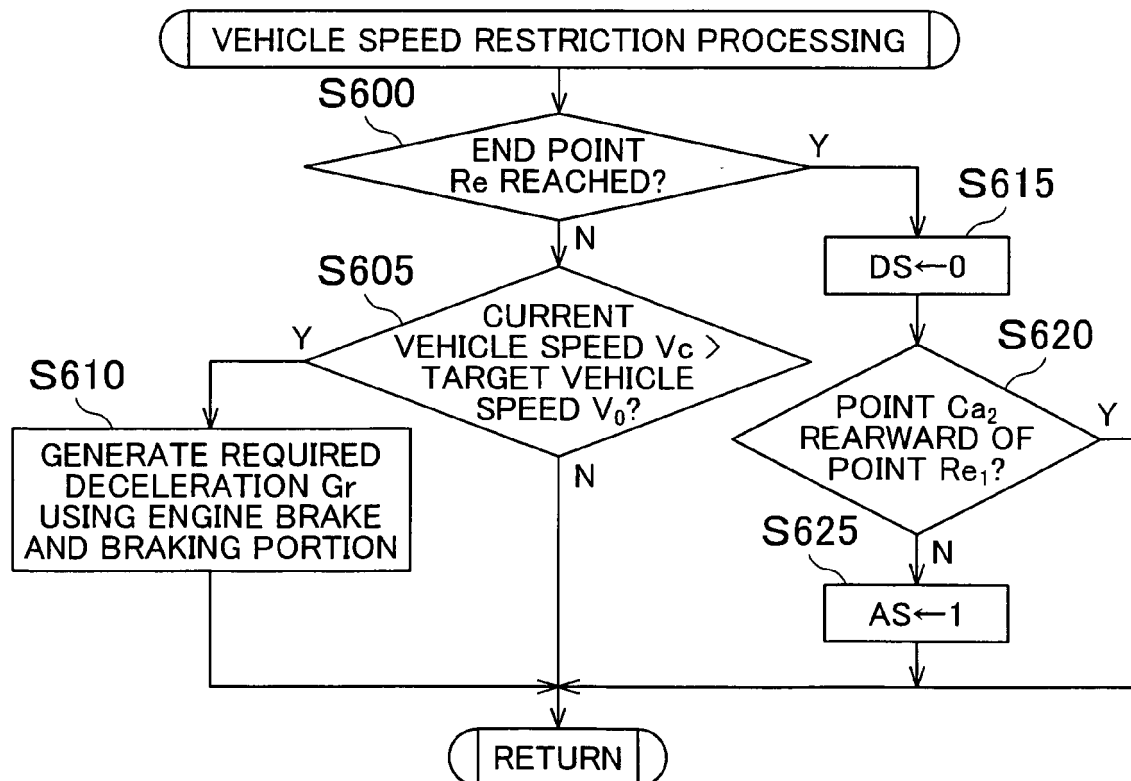 VEHICLE SPEED RESTRICTION PROCESSING
S600
END POINT
Re REACHED?
Y
N
S615
DS←0
S605
CURRENT
VEHICLE SPEED Vc >
TARGET VEHICLE
SPEED V₀?
Y
N
S610
GENERATE REQUIRED
DECELERATION Gr
USING ENGINE BRAKE
AND BRAKING PORTION
S620
POINT Ca₂
REARWARD OF
POINT Re₁?
Y
N
S625
AS←1
RETURN